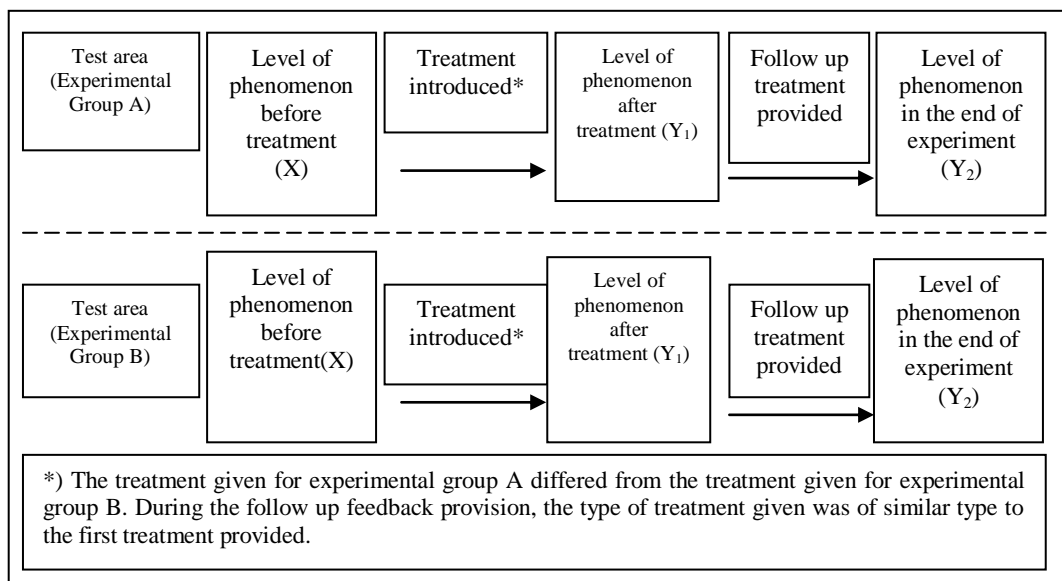 Test area
(Experimental
Group A)
Level of
phenomenon
before
treatment
(X)
Treatment
introduced*
Level of
phenomenon
after
treatment (Y₁)
Follow up
treatment
provided
Level of
phenomenon
in the end of
experiment
(Y₂)
Test area
(Experimental
Group B)
Level of
phenomenon
before
treatment(X)
Treatment
introduced*
Level of
phenomenon
after
treatment (Y₁)
Follow up
treatment
provided
Level of
phenomenon
in the end of
experiment
(Y₂)
*) The treatment given for experimental group A differed from the treatment given for experimental
group B. During the follow up feedback provision, the type of treatment given was of similar type to
the first treatment provided.